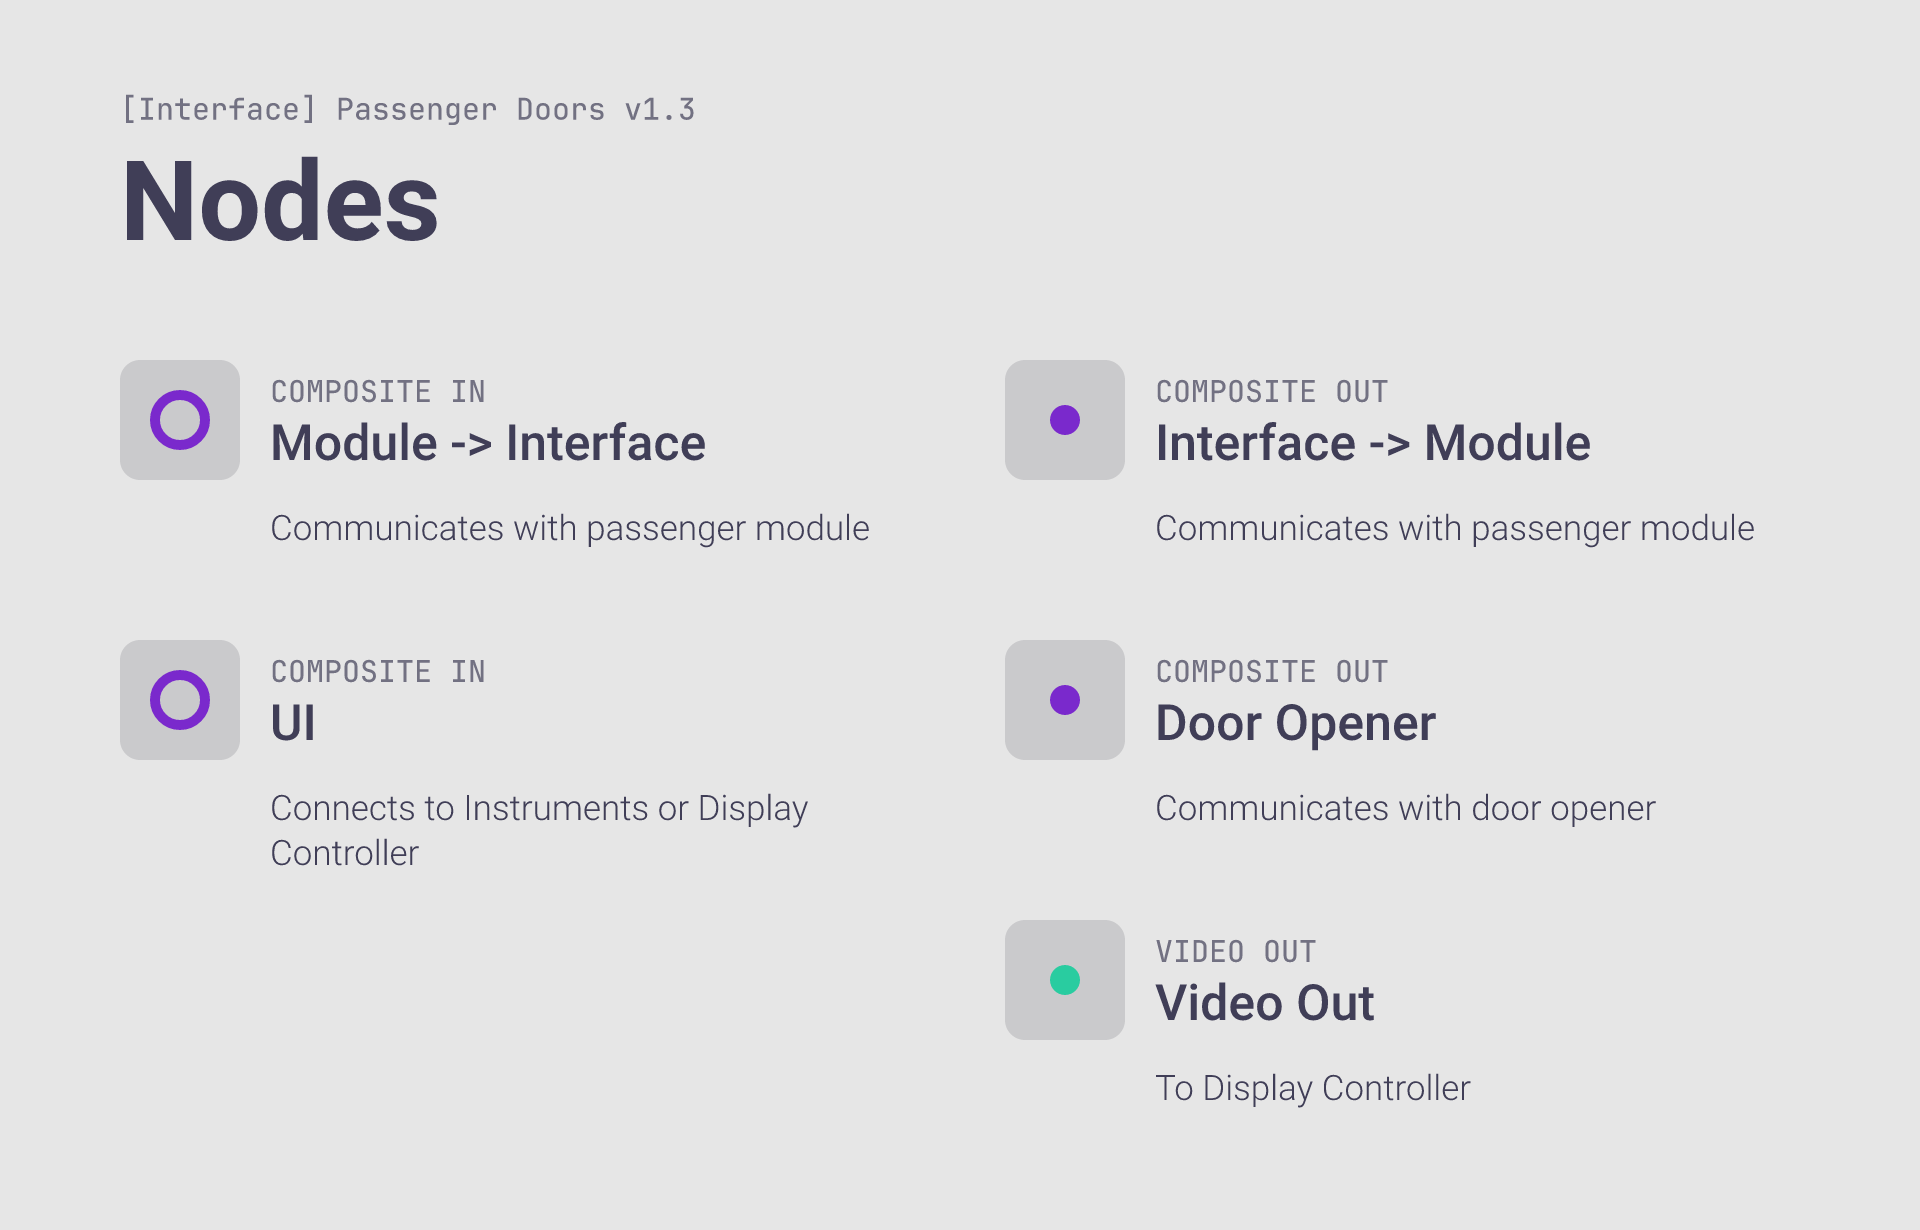 [Interface] Passenger Doors v1.3
Nodes
COMPOSITE IN
Module -> Interface
Communicates with passenger module
COMPOSITE IN
UI
Connects to Instruments or Display
Controller
COMPOSITE OUT
Interface -> Module
Communicates with passenger module
COMPOSITE OUT
Door Opener
Communicates with door opener
VIDEO OUT
Video Out
To Display Controller